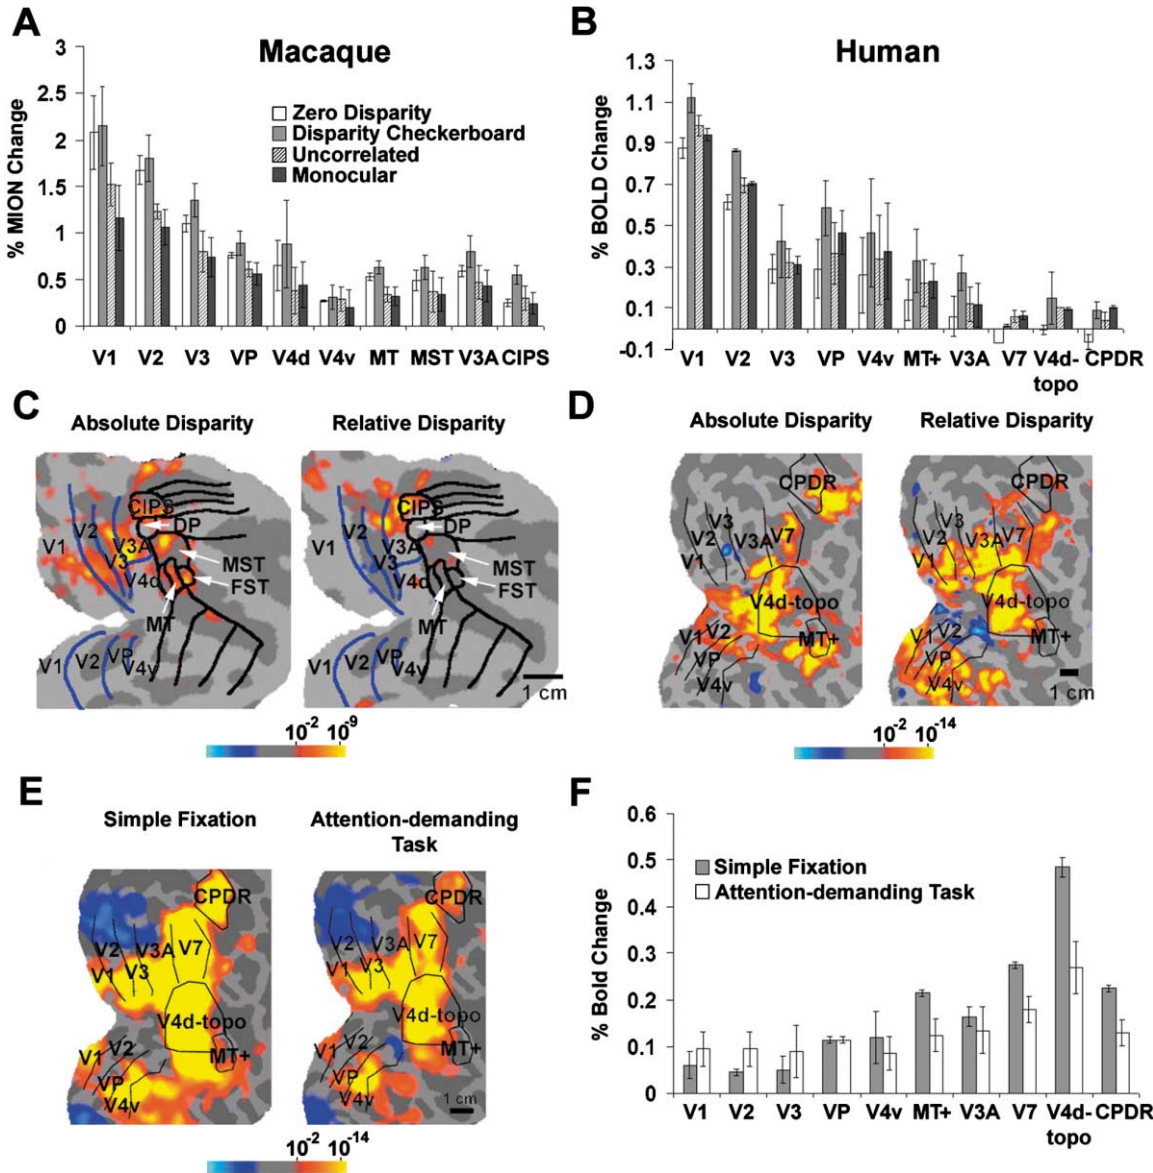 A
Macaque
% MION Change
3
2.5
2
1.5
1
0.5
0
Zero Disparity
Disparity Checkerboard
Uncorrelated
Monocular
V1 V2 V3 VP V4d V4v MT MST V3A CIPS
B
Human
% BOLD Change
1.3
1.1
0.9
0.7
0.5
0.3
0.1
-0.1
V1 V2 V3 VP V4v MT+ V3A V7 V4d- CPDR
topo
C
Absolute Disparity
CIPS
DP
V2
V1
V3A
V3
MST
V4d
FST
MT
V1 V2 VP
V4v
Relative Disparity
CIPS
DP
V2
V1
V3A
V3
MST
V4d
FST
MT
V1 V2 VP
V4v
1 cm
10-2 10-9
D
Absolute Disparity
CPDR
V3
V2
V1
V3A
V7
V4d-topo
V1 V2
MT+
VP
V4v
Relative Disparity
CPDR
V3
V2
V1
V3A
V7
V4d-topo
V1 V2
MT+
VP
V4v
1 cm
10-2 10-14
E
Simple Fixation
CPDR
V2 V3A V7
V1 V3
V4d-topo
V1 V2
MT+
VP
V4v
Attention-demanding
Task
CPDR
V2 V3A V7
V1 V3
V4d-topo
V1 V2
MT+
VP
V4v
1 cm
10-2 10-14
F
% Bold Change
0.6
0.5
0.4
0.3
0.2
0.1
0
Simple Fixation
Attention-demanding Task
V1 V2 V3 VP V4v MT+ V3A V7 V4d- CPDR
topo